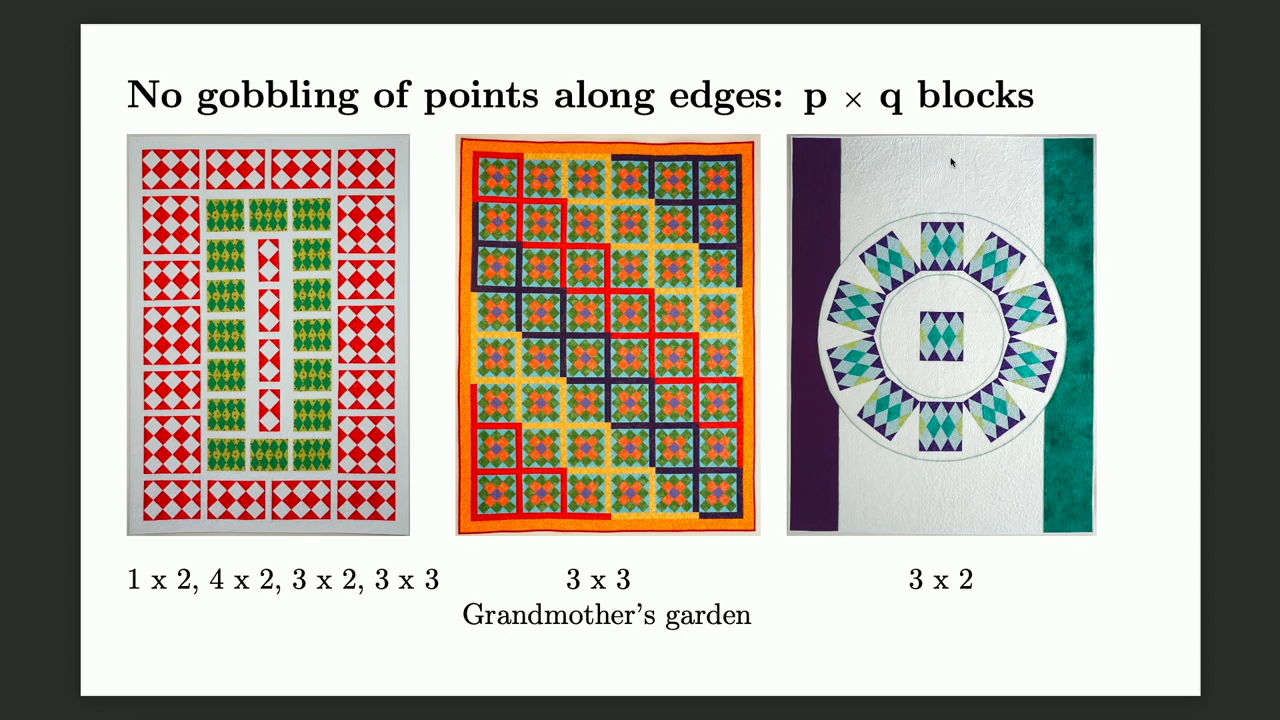 No gobbling of points along edges: p × q blocks
1 x 2, 4 x 2, 3 x 2, 3 x 3
3 x 3
Grandmother's garden
3 x 2